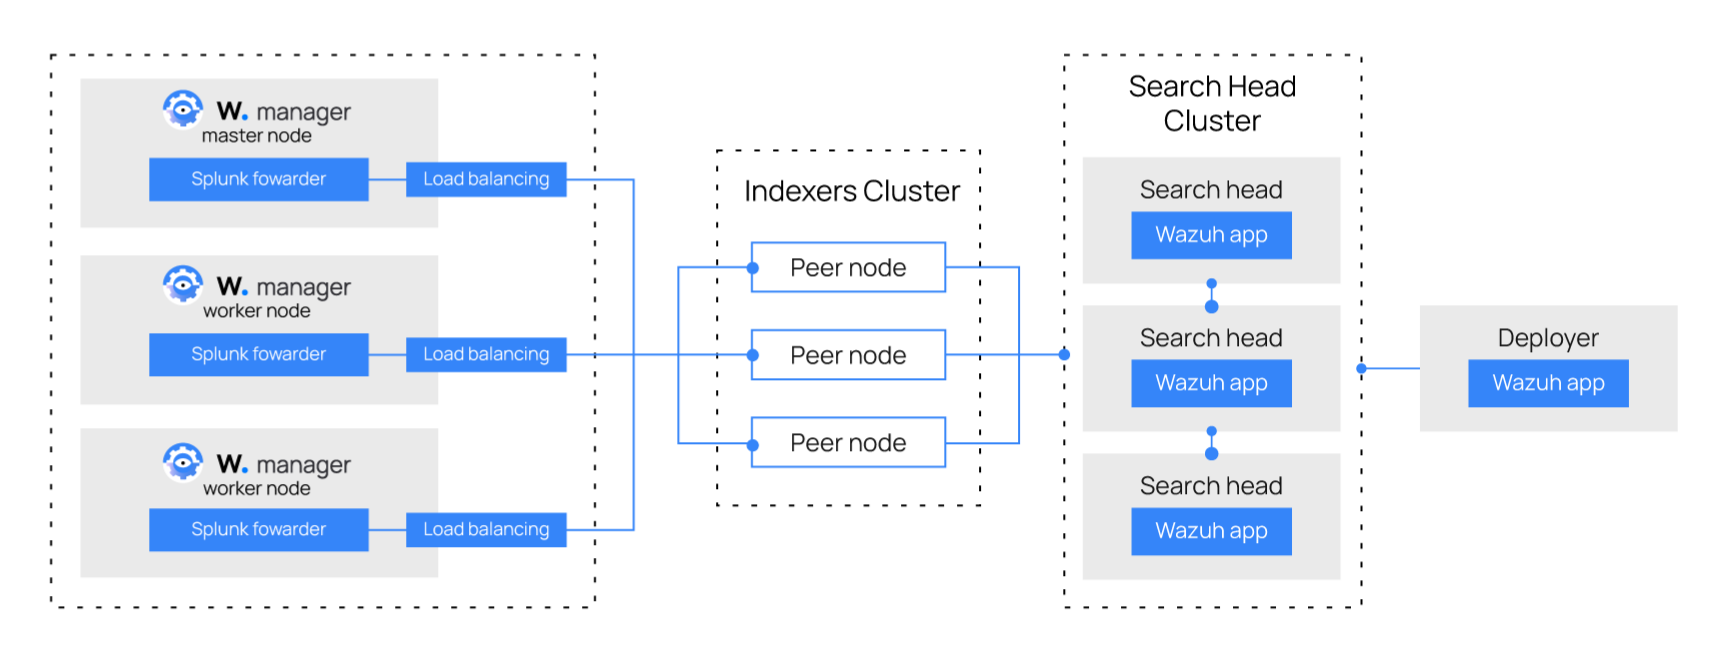 W. manager
master node
Splunk fowarder
Load balancing
W. manager
worker node
Splunk fowarder
Load balancing
W. manager
worker node
Splunk fowarder
Load balancing
Indexers Cluster
Peer node
Peer node
Peer node
Search Head
Cluster
Search head
Wazuh app
Search head
Wazuh app
Search head
Wazuh app
Deployer
Wazuh app